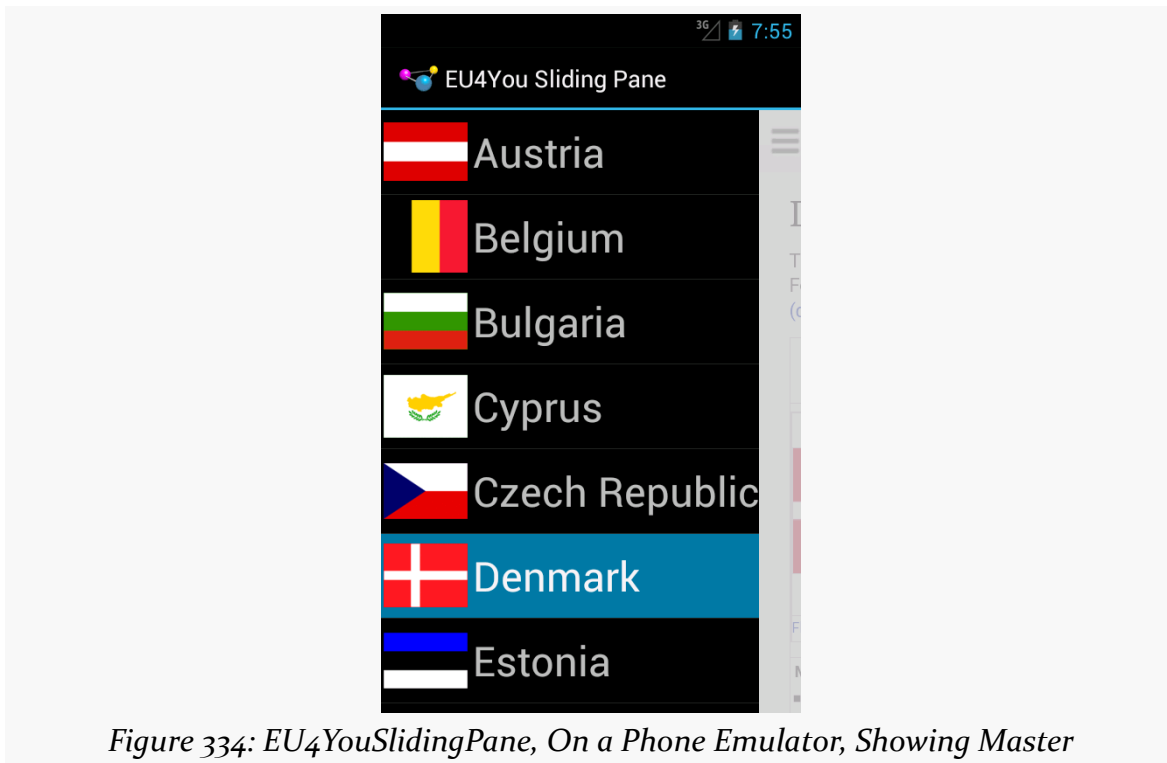 3G 7:55
EU4You Sliding Pane
Austria
Belgium
Bulgaria
Cyprus
Czech Republic
Denmark
Estonia
Figure 334: EU4YouSlidingPane, On a Phone Emulator, Showing Master